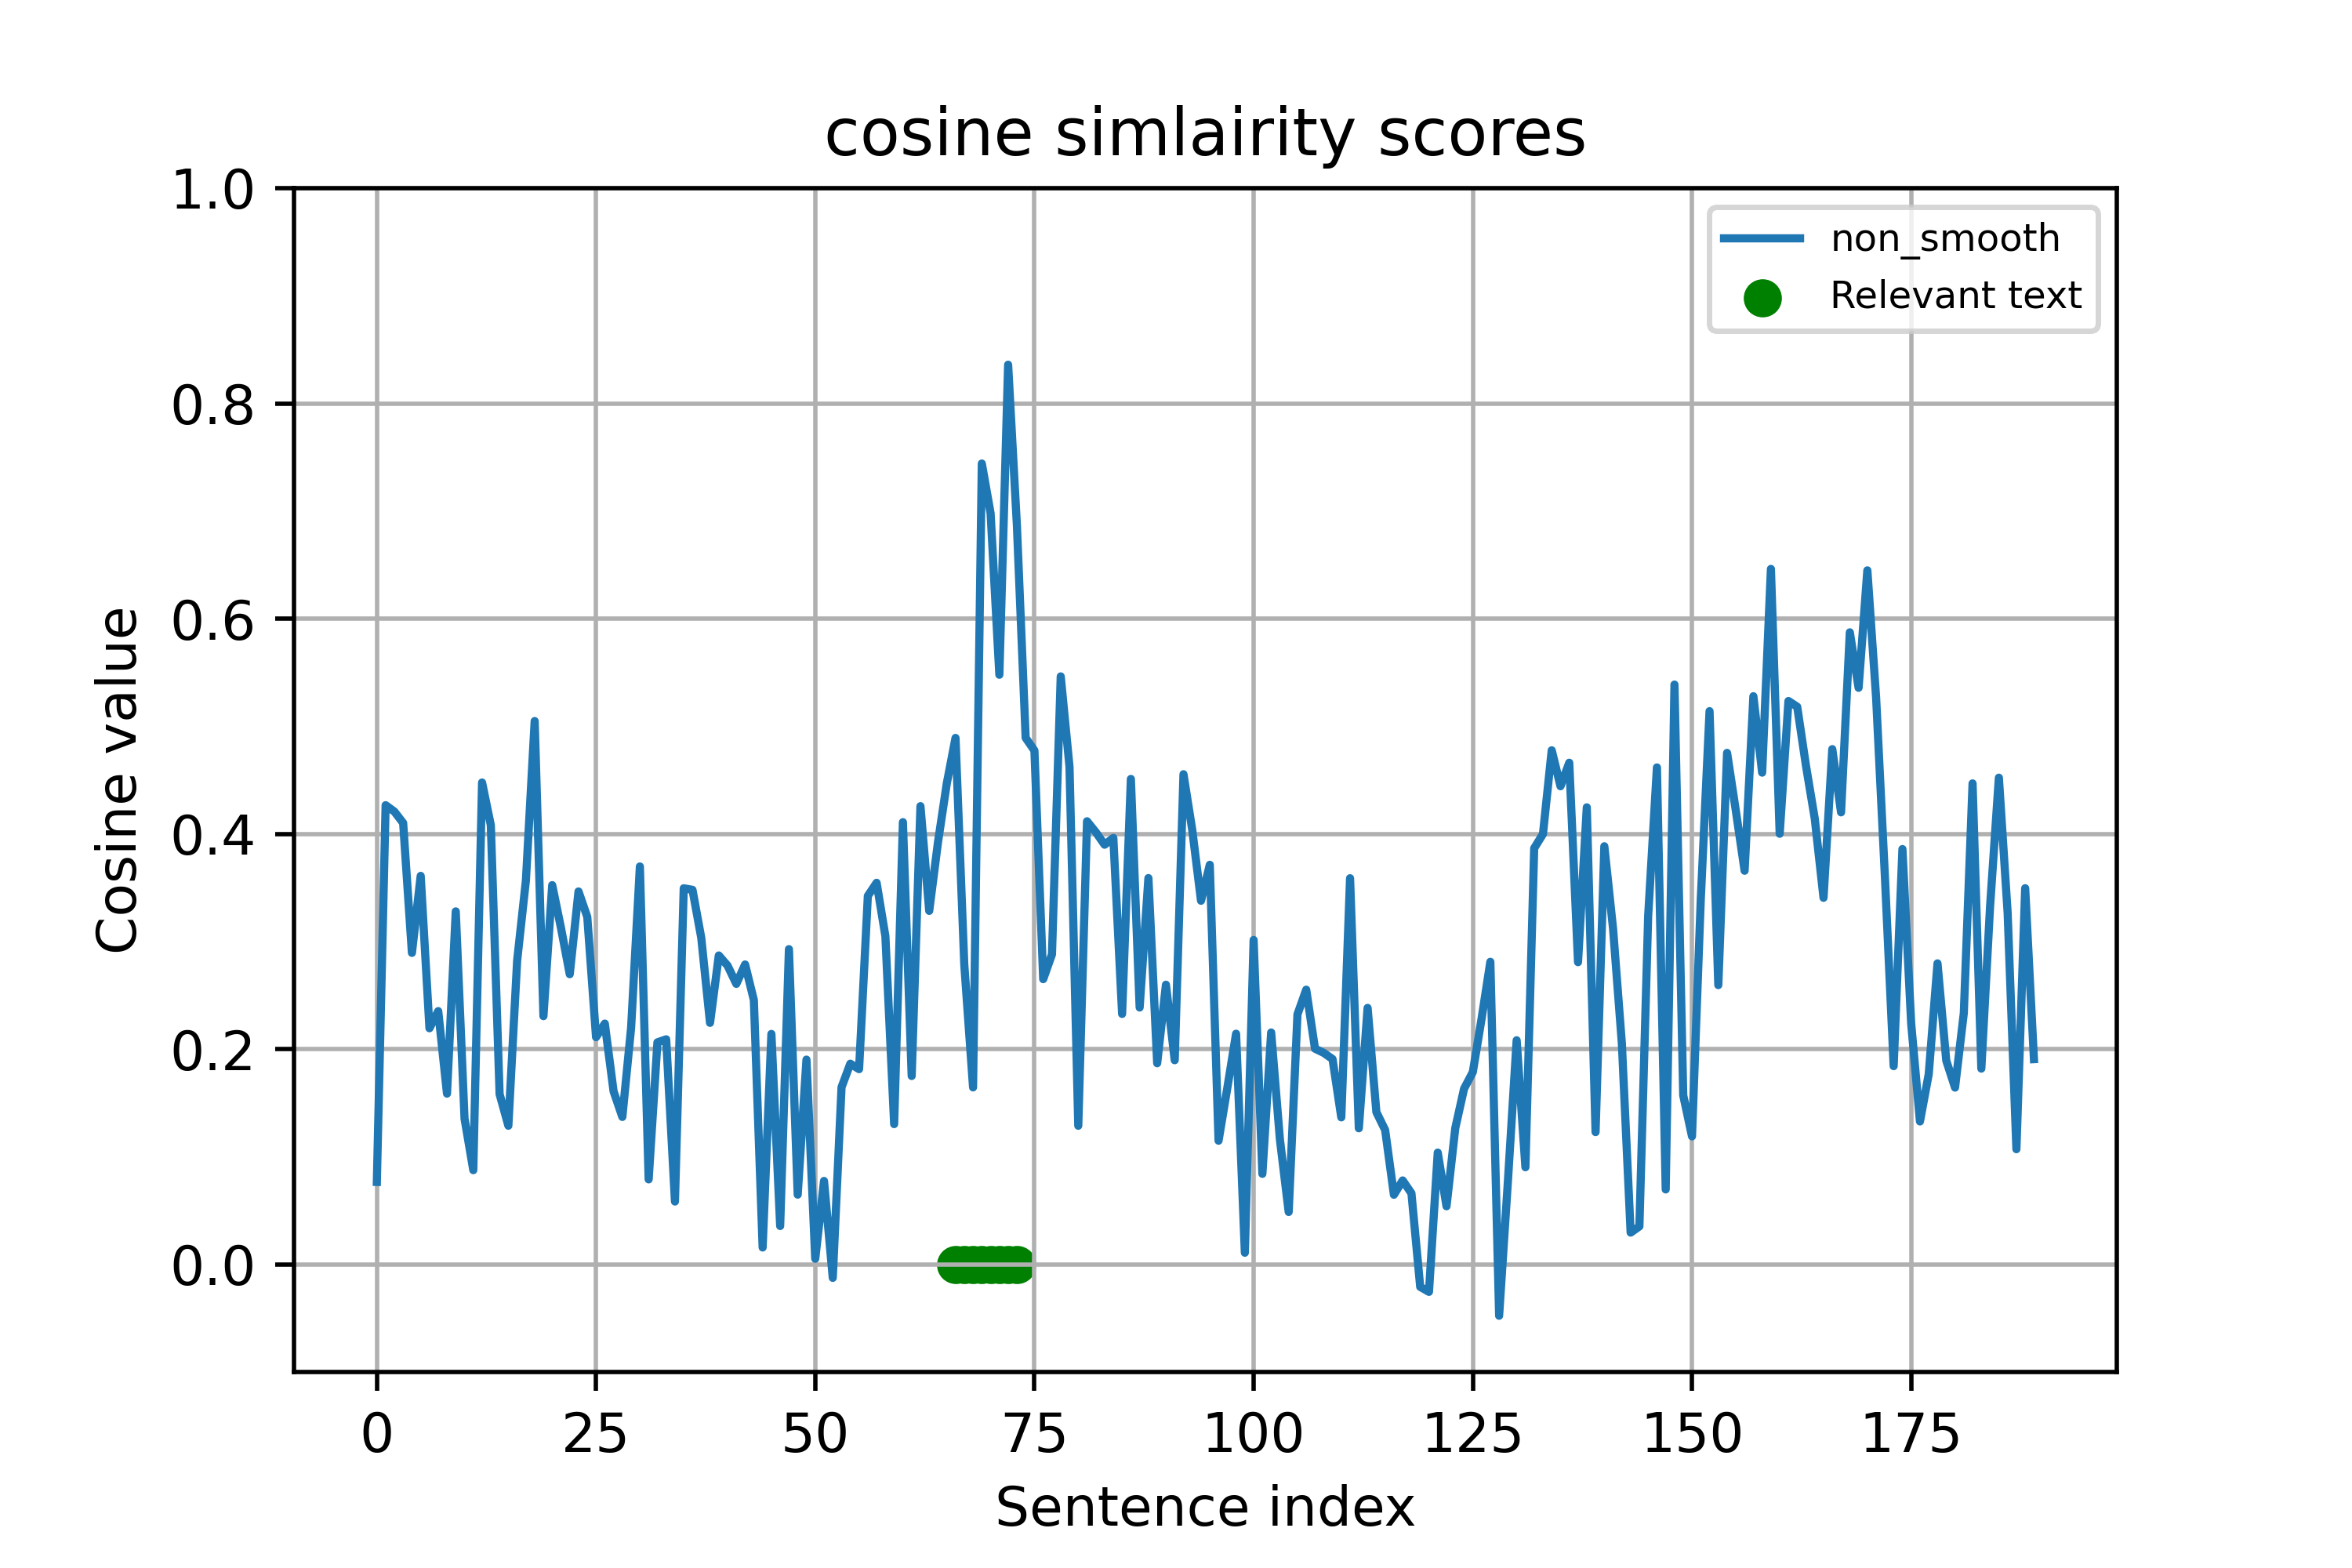 cosine simlairity scores
1.0
0.8
0.6
0.4
0.2
0.0
Cosine value
non_smooth
Relevant text
0 25 50 75 100 125 150 175
Sentence index